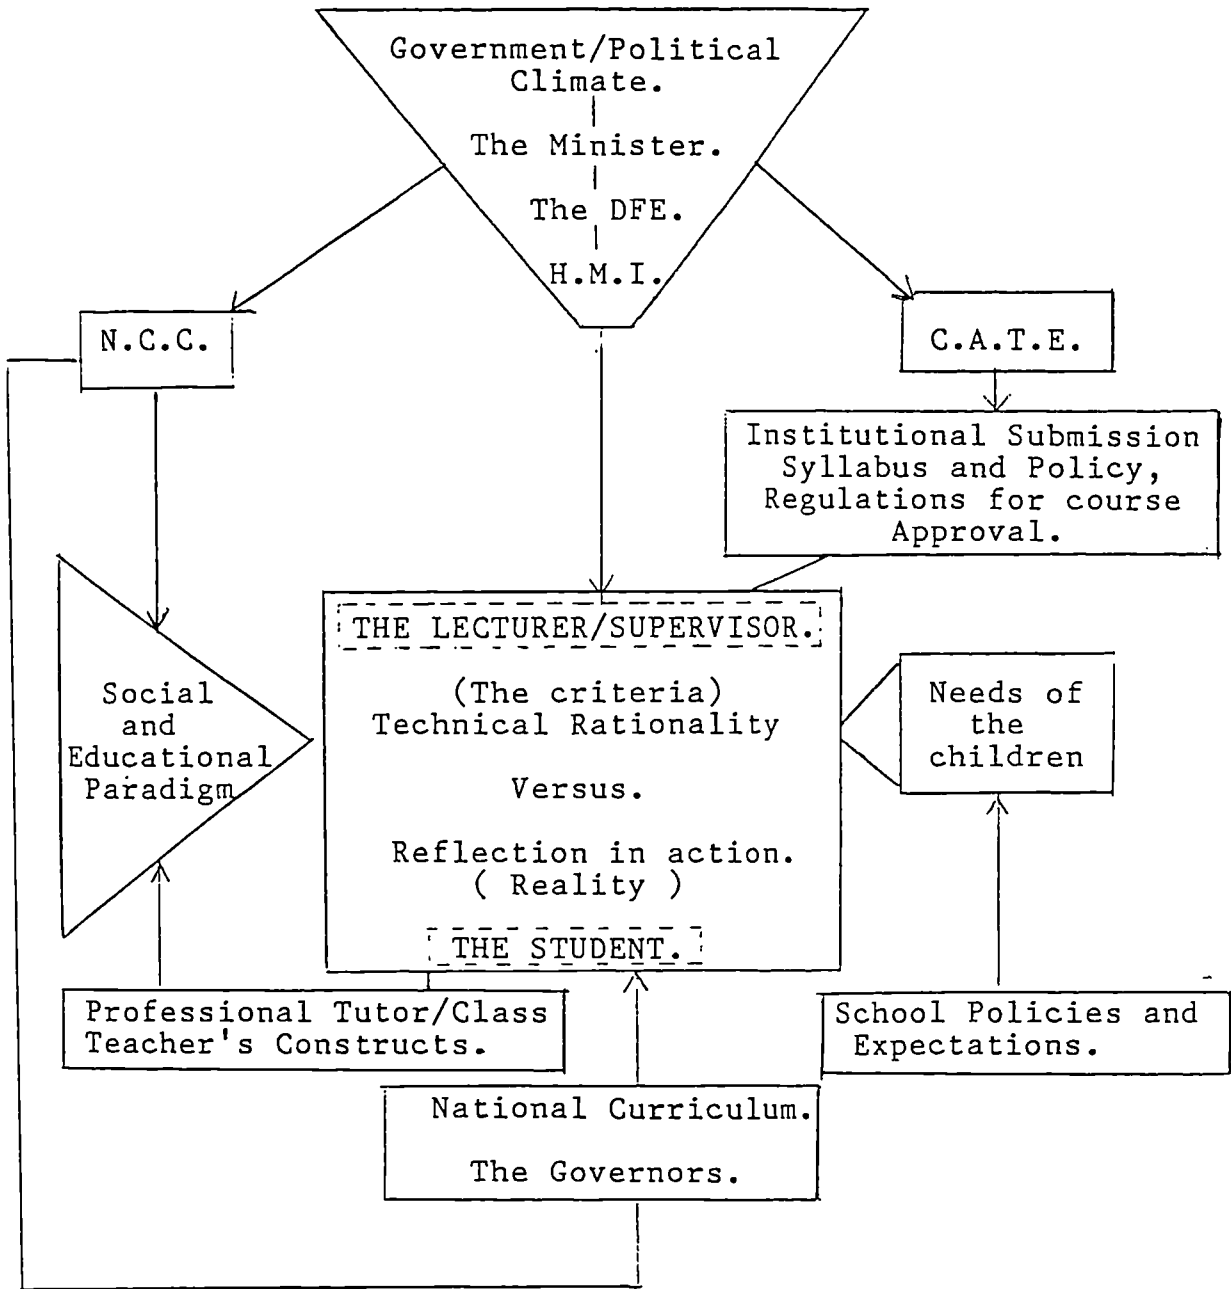 Government/Political
Climate.
The Minister.
The DFE.
H.M.I.
N.C.C.
C.A.T.E.
Institutional Submission
Syllabus and Policy,
Regulations for course
Approval.
THE LECTURER/SUPERVISOR.
(The criteria)
Technical Rationality
Versus.
Reflection in action.
( Reality )
THE STUDENT.
Social
and
Educational
Paradigm
Needs of
the
children
Professional Tutor/Class
Teacher's Constructs.
School Policies and
Expectations.
National Curriculum.
The Governors.